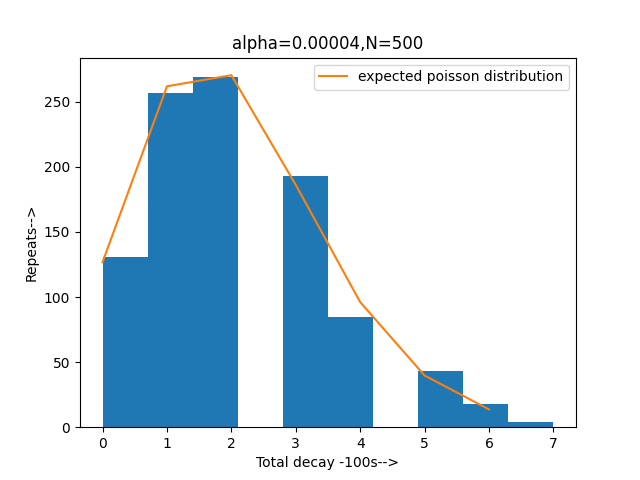 alpha=0.00004,N=500
expected poisson distribution
250
200
150
100
50
0
Repeats-->
0 1 2 3 4 5 6 7
Total decay -100s-->